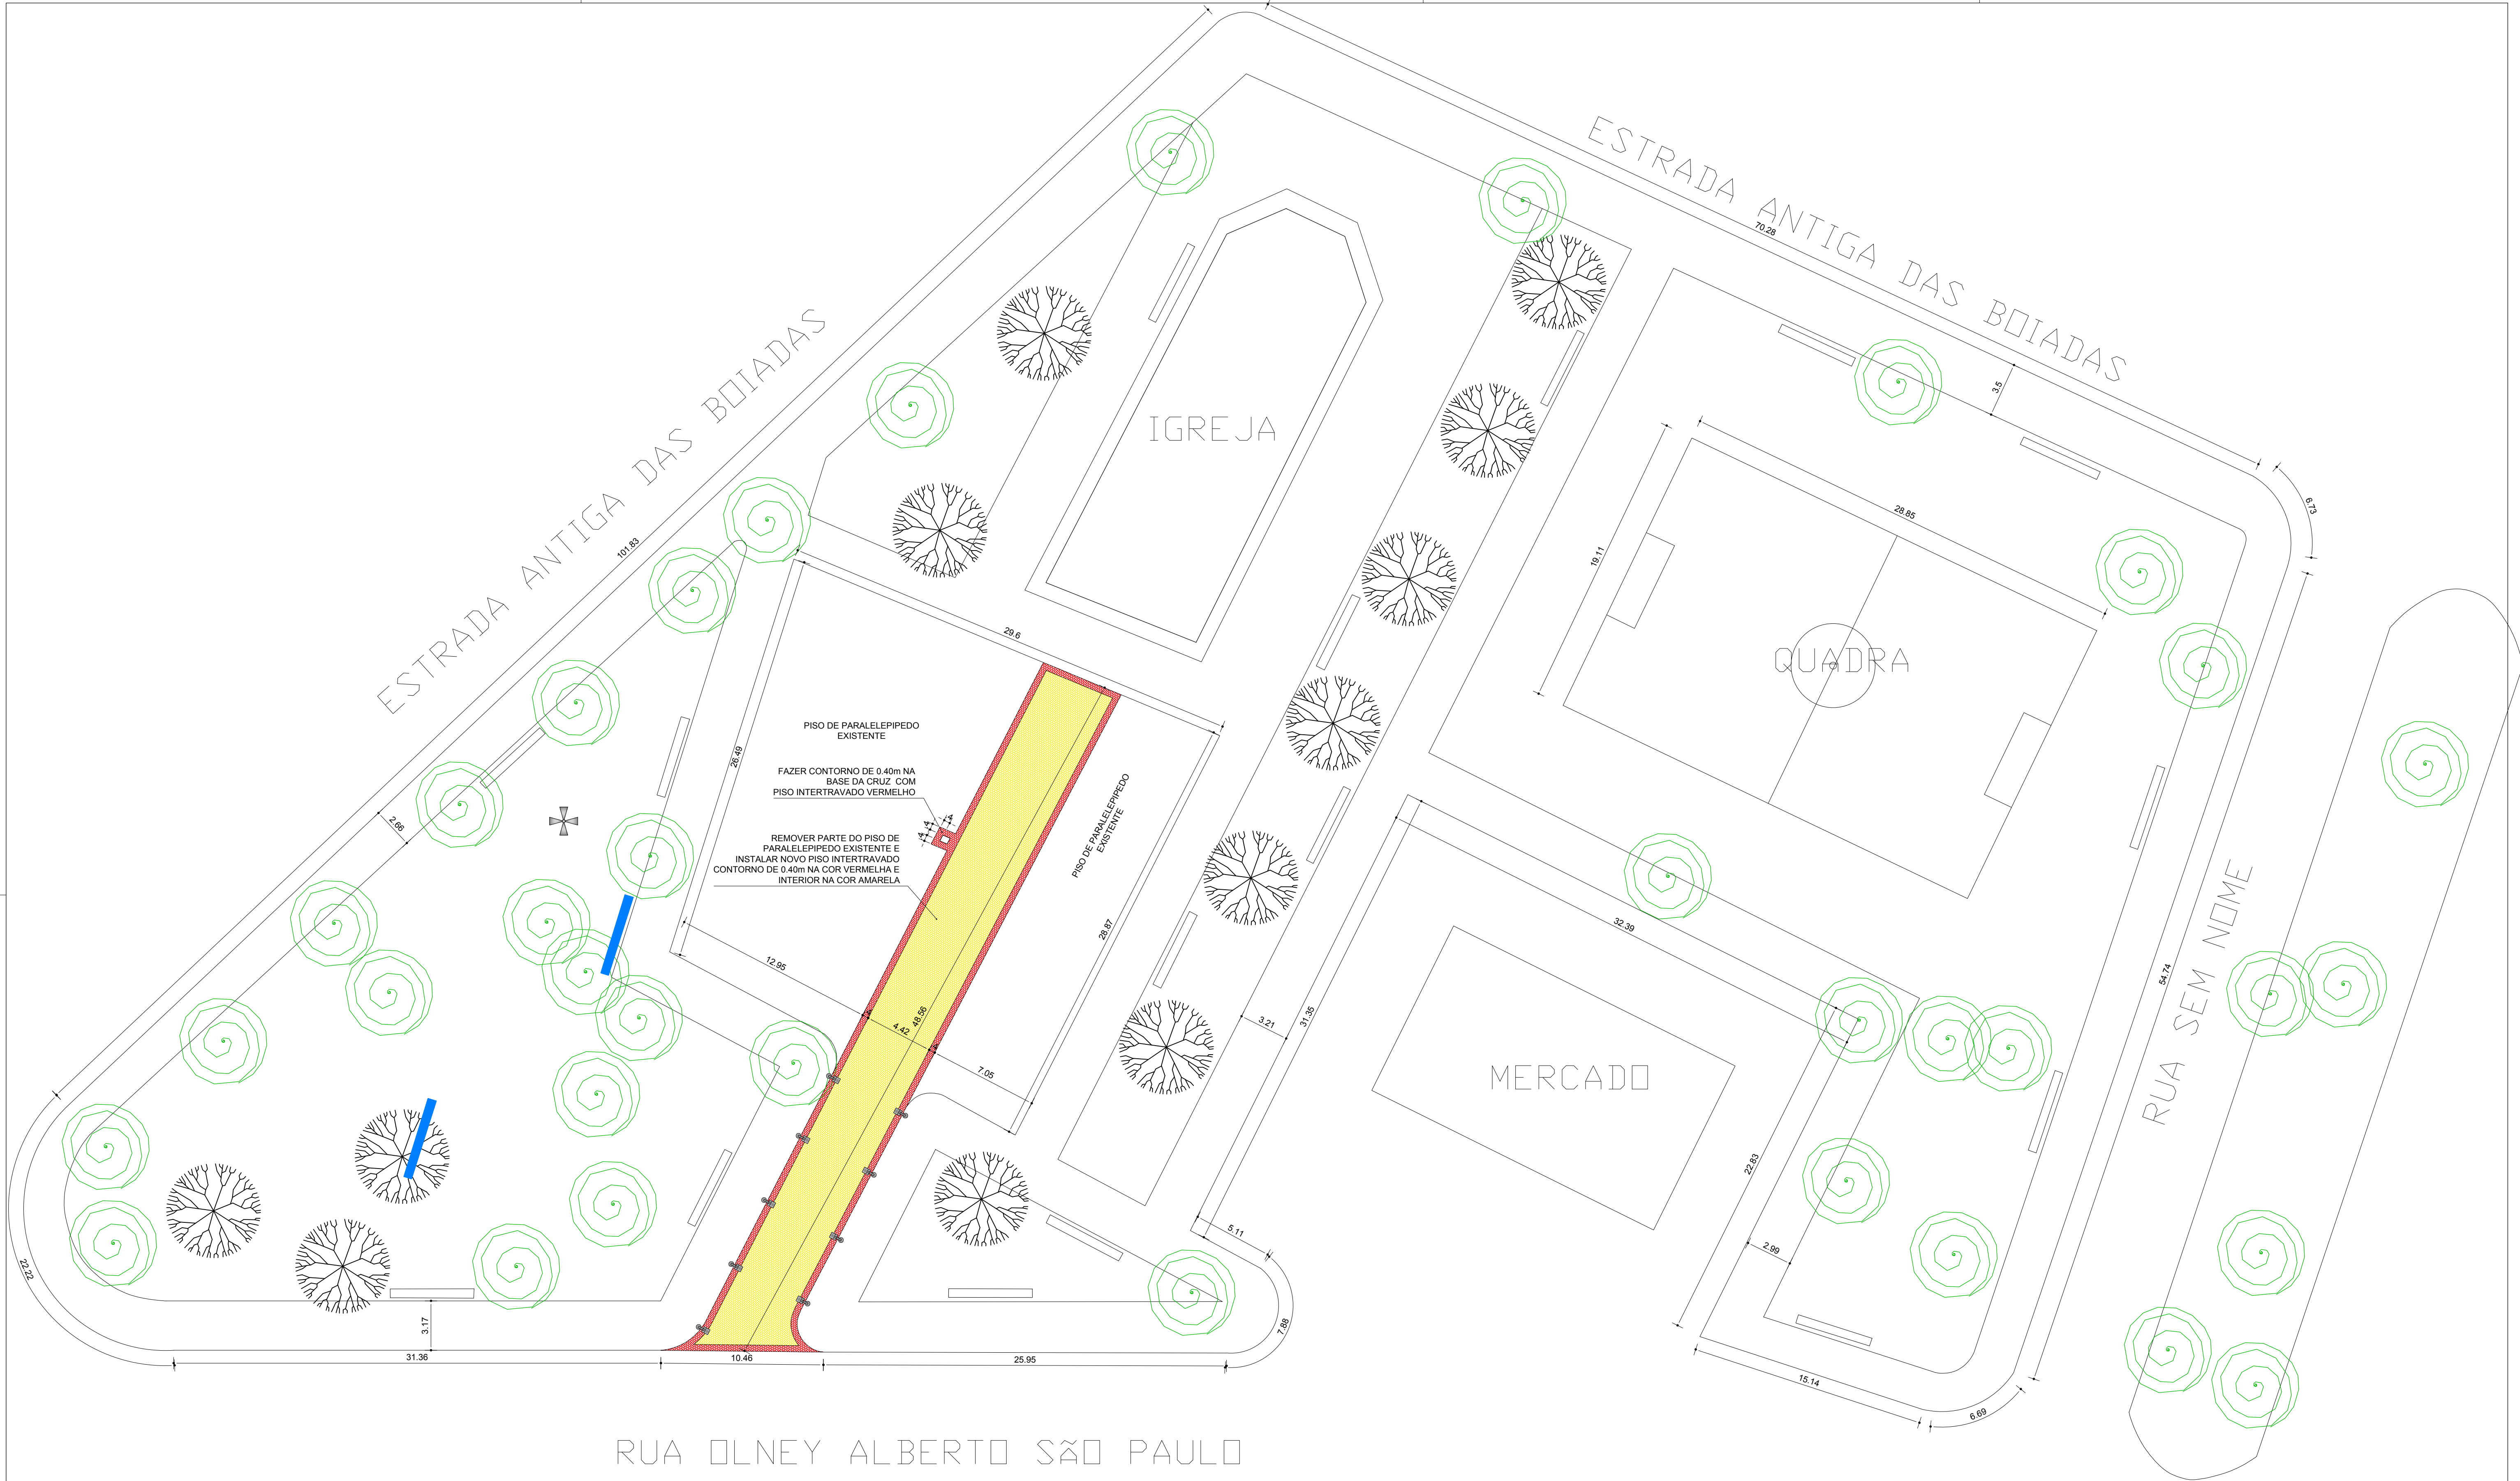 ESTRADA ANTIGA DAS BOIADAS
70.28
ESTRADA ANTIGA DAS BOIADAS
101.83
6.73
3.5
IGREJA
28.85
19.11
QUADRA
29.6
26.49
PISO DE PARALELEPIPEDO
EXISTENTE
FAZER CONTORNO DE 0.40m NA
BASE DA CRUZ COM
PISO INTERTRAVADO VERMELHO
.4
.4
.4
.4
REMOVER PARTE DO PISO DE
PARALELEPIPEDO EXISTENTE E
INSTALAR NOVO PISO INTERTRAVADO
CONTORNO DE 0.40m NA COR VERMELHA E
INTERIOR NA COR AMARELA
PISO DE PARALELEPIPEDO
EXISTENTE
2.66
28.87
12.95
.4
4.42
48.56
.4
7.05
3.21
31.35
32.39
MERCADO
54.74
RUA SEM NOME
22.83
2.99
5.11
7.88
22.22
3.17
31.36
10.46
25.95
15.14
6.69
RUA OLNEY ALBERTO SãO PAULO